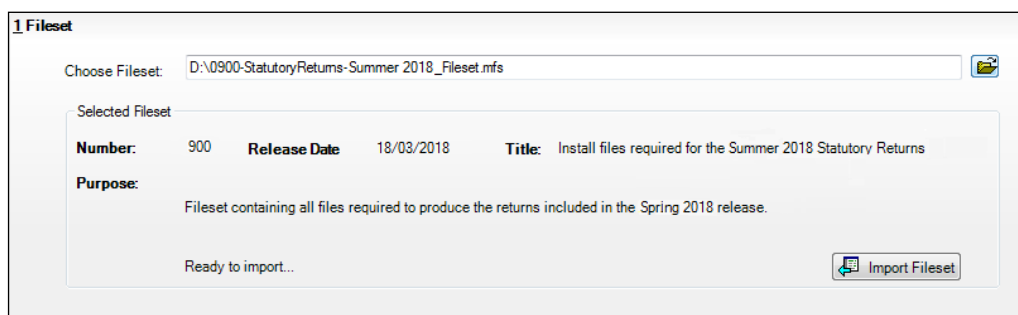 1 Fileset
Choose Fileset: D:\0900-StatutoryReturns-Summer 2018_Fileset.mfs
Selected Fileset
Number: 900 Release Date 18/03/2018 Title: Install files required for the Summer 2018 Statutory Returns
Purpose:
Fileset containing all files required to produce the returns included in the Spring 2018 release.
Ready to import... Import Fileset